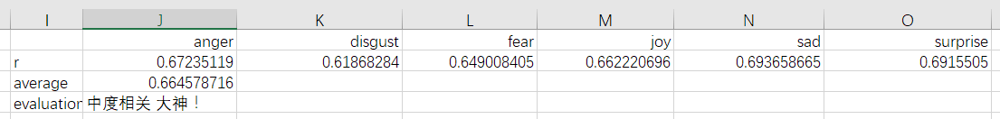 I J K L M N O
anger disgust fear joy sad surprise
r 0.67235119 0.61868284 0.649008405 0.662220696 0.693658665 0.6915505
average 0.664578716
evaluation 中度相关 大神！